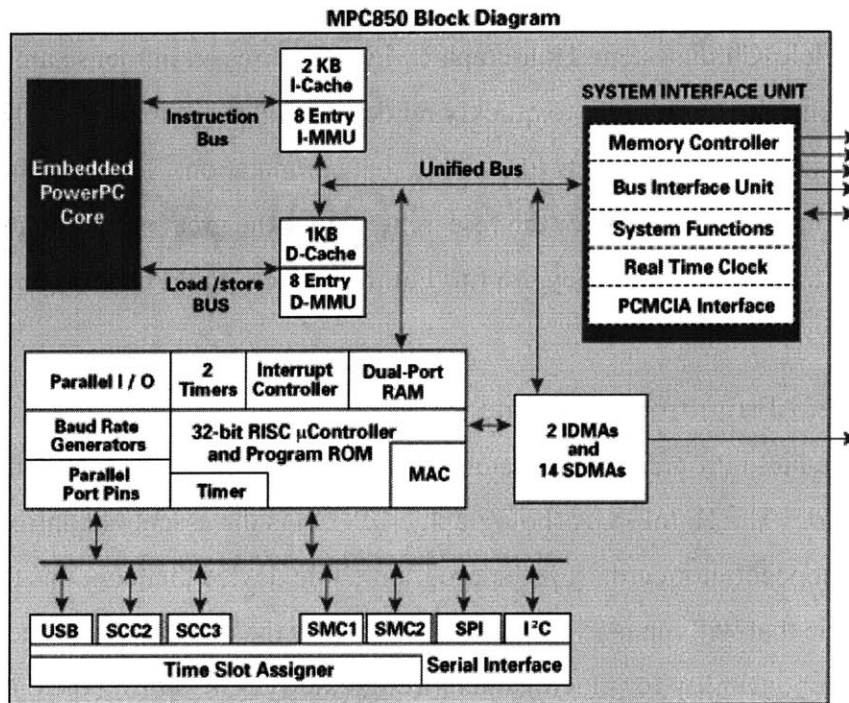 MPC850 Block Diagram
2 KB
I-Cache
8 Entry
I-MMU
Instruction
Bus
Embedded
PowerPC
Core
Unified Bus
1KB
D-Cache
8 Entry
D-MMU
Load /store
BUS
SYSTEM INTERFACE UNIT
Memory Controller
Bus Interface Unit
System Functions
Real Time Clock
PCMCIA Interface
Parallel I / O
2
Timers
Interrupt
Controller
Dual-Port
RAM
Baud Rate
Generators
32-bit RISC µController
and Program ROM
Parallel
Port Pins
Timer
MAC
2 IDMAs
and
14 SDMAs
USB
SCC2
SCC3
SMC1
SMC2
SPI
I²C
Time Slot Assigner
Serial Interface